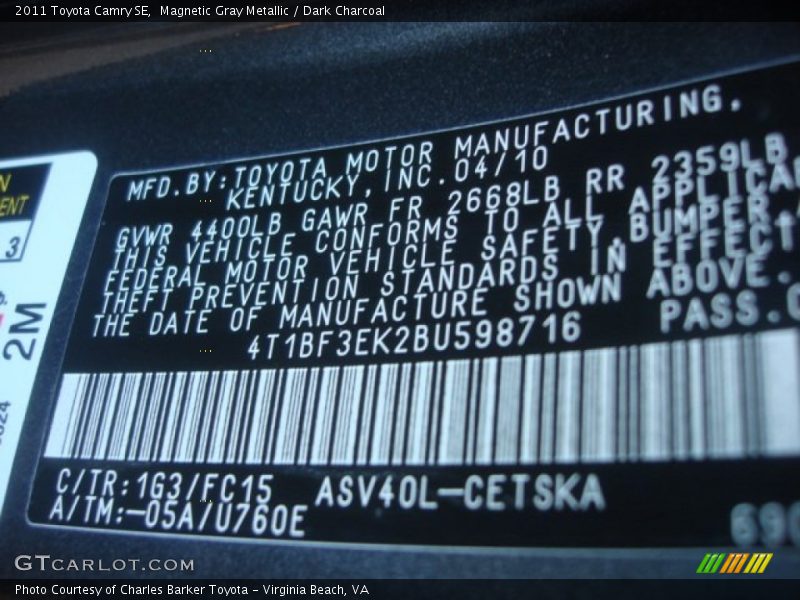 2011 Toyota Camry SE,  Magnetic Gray Metallic / Dark Charcoal
MFD.BY:TOYOTA MOTOR MANUFACTURING.
KENTUCKY,INC.04/10
GVWR 4400LB GAWR FR 2668LB RR 2359LB
THIS VEHICLE CONFORMS TO ALL APPLICA
FEDERAL MOTOR VEHICLE SAFETY,BUMPER,
THEFT PREVENTION STANDARDS IN EFFECT
THE DATE OF MANUFACTURE SHOWN ABOVE.
4T1BF3EK2BU598716 PASS.C
C/TR:1G3/FC15 ASV40L-CETSKA
A/TM:-05A/U760E
3
2M
GTCARLOT.COM
Photo Courtesy of Charles Barker Toyota - Virginia Beach, VA